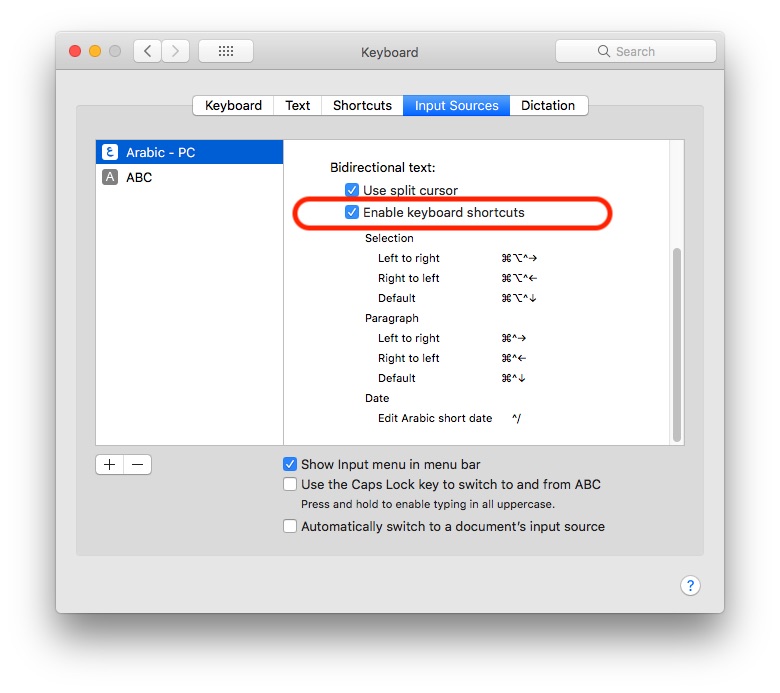 Keyboard
Search
Keyboard Text Shortcuts Input Sources Dictation
ع Arabic - PC
A ABC
Bidirectional text:
Use split cursor
Enable keyboard shortcuts
Selection
Left to right ⌘⌥^→
Right to left ⌘⌥^←
Default ⌘⌥^↓
Paragraph
Left to right ⌘^→
Right to left ⌘^←
Default ⌘^↓
Date
Edit Arabic short date ^/
Show Input menu in menu bar
Use the Caps Lock key to switch to and from ABC
Press and hold to enable typing in all uppercase.
Automatically switch to a document's input source
?